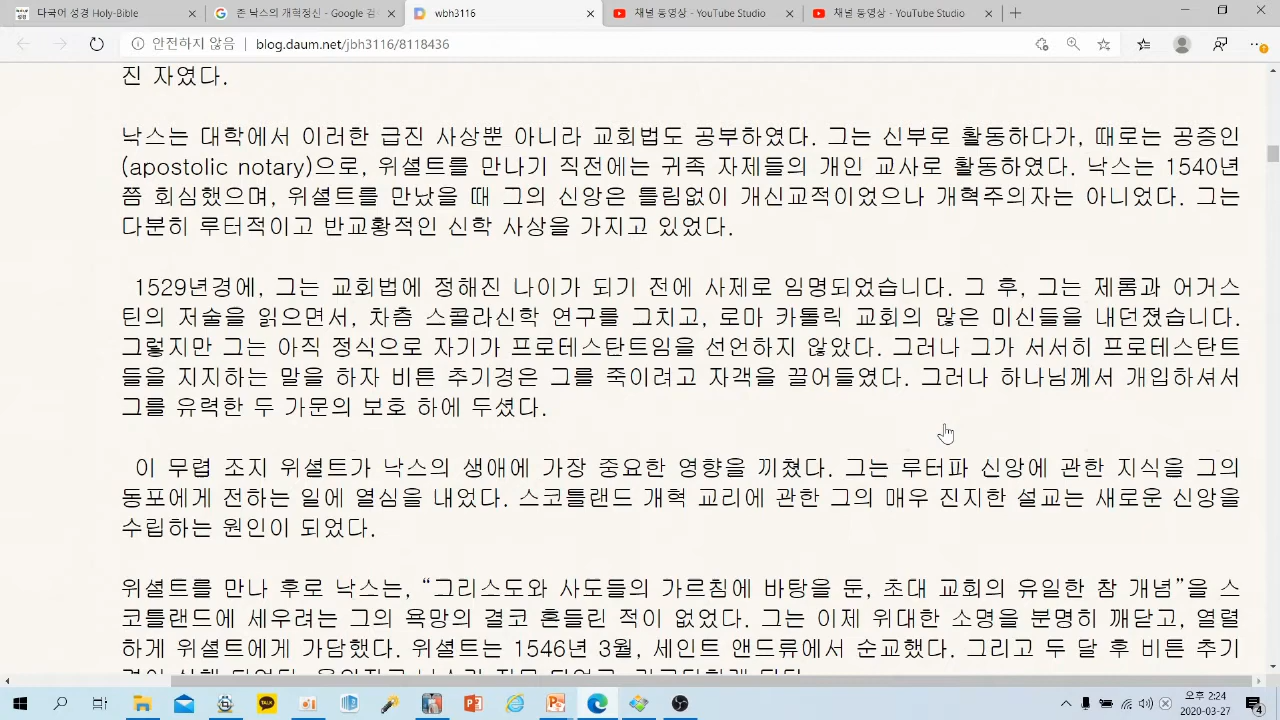 다국어 성경 Holy-Bible
존 낙스의 개혁정신 - Google 검
wbh3116
채널 동영상 - YouTube Studio
채널 동영상 - YouTube Studio
안전하지 않음 | blog.daum.net/jbh3116/8118436
진 자였다.
낙스는 대학에서 이러한 급진 사상뿐 아니라 교회법도 공부하였다. 그는 신부로 활동하다가, 때로는 공증인
(apostolic notary)으로, 위셜트를 만나기 직전에는 귀족 자제들의 개인 교사로 활동하였다. 낙스는 1540년
쯤 회심했으며, 위셜트를 만났을 때 그의 신앙은 틀림없이 개신교적이었으나 개혁주의자는 아니었다. 그는
다분히 루터적이고 반교황적인 신학 사상을 가지고 있었다.
1529년경에, 그는 교회법에 정해진 나이가 되기 전에 사제로 임명되었습니다. 그 후, 그는 제롬과 어거스
틴의 저술을 읽으면서, 차츰 스콜라신학 연구를 그치고, 로마 카톨릭 교회의 많은 미신들을 내던졌습니다.
그렇지만 그는 아직 정식으로 자기가 프로테스탄트임을 선언하지 않았다. 그러나 그가 서서히 프로테스탄트
들을 지지하는 말을 하자 비튼 추기경은 그를 죽이려고 자객을 끌어들였다. 그러나 하나님께서 개입하셔서
그를 유력한 두 가문의 보호 하에 두셨다.
이 무렵 조지 위셜트가 낙스의 생애에 가장 중요한 영향을 끼쳤다. 그는 루터파 신앙에 관한 지식을 그의
동포에게 전하는 일에 열심을 내었다. 스코틀랜드 개혁 교리에 관한 그의 매우 진지한 설교는 새로운 신앙을
수립하는 원인이 되었다.
위셜트를 만나 후로 낙스는, “그리스도와 사도들의 가르침에 바탕을 둔, 초대 교회의 유일한 참 개념”을 스
코틀랜드에 세우려는 그의 욕망의 결코 흔들린 적이 없었다. 그는 이제 위대한 소명을 분명히 깨닫고, 열렬
하게 위셜트에게 가담했다. 위셜트는 1546년 3월, 세인트 앤드류에서 순교했다. 그리고 두 달 후 비튼 추기
TALK
오후 2:24
2020-03-27
4